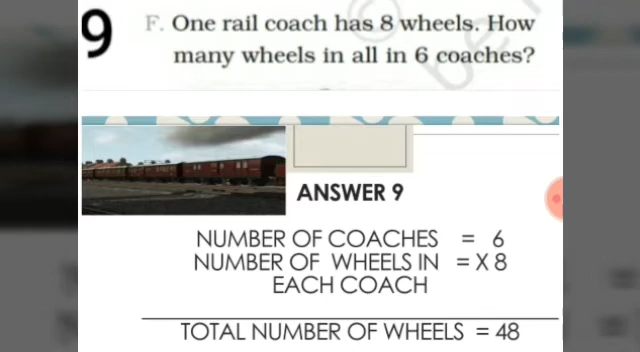 9
F. One rail coach has 8 wheels. How
many wheels in all in 6 coaches?
ANSWER 9
NUMBER OF COACHES = 6
NUMBER OF WHEELS IN = X 8
EACH COACH
TOTAL NUMBER OF WHEELS = 48